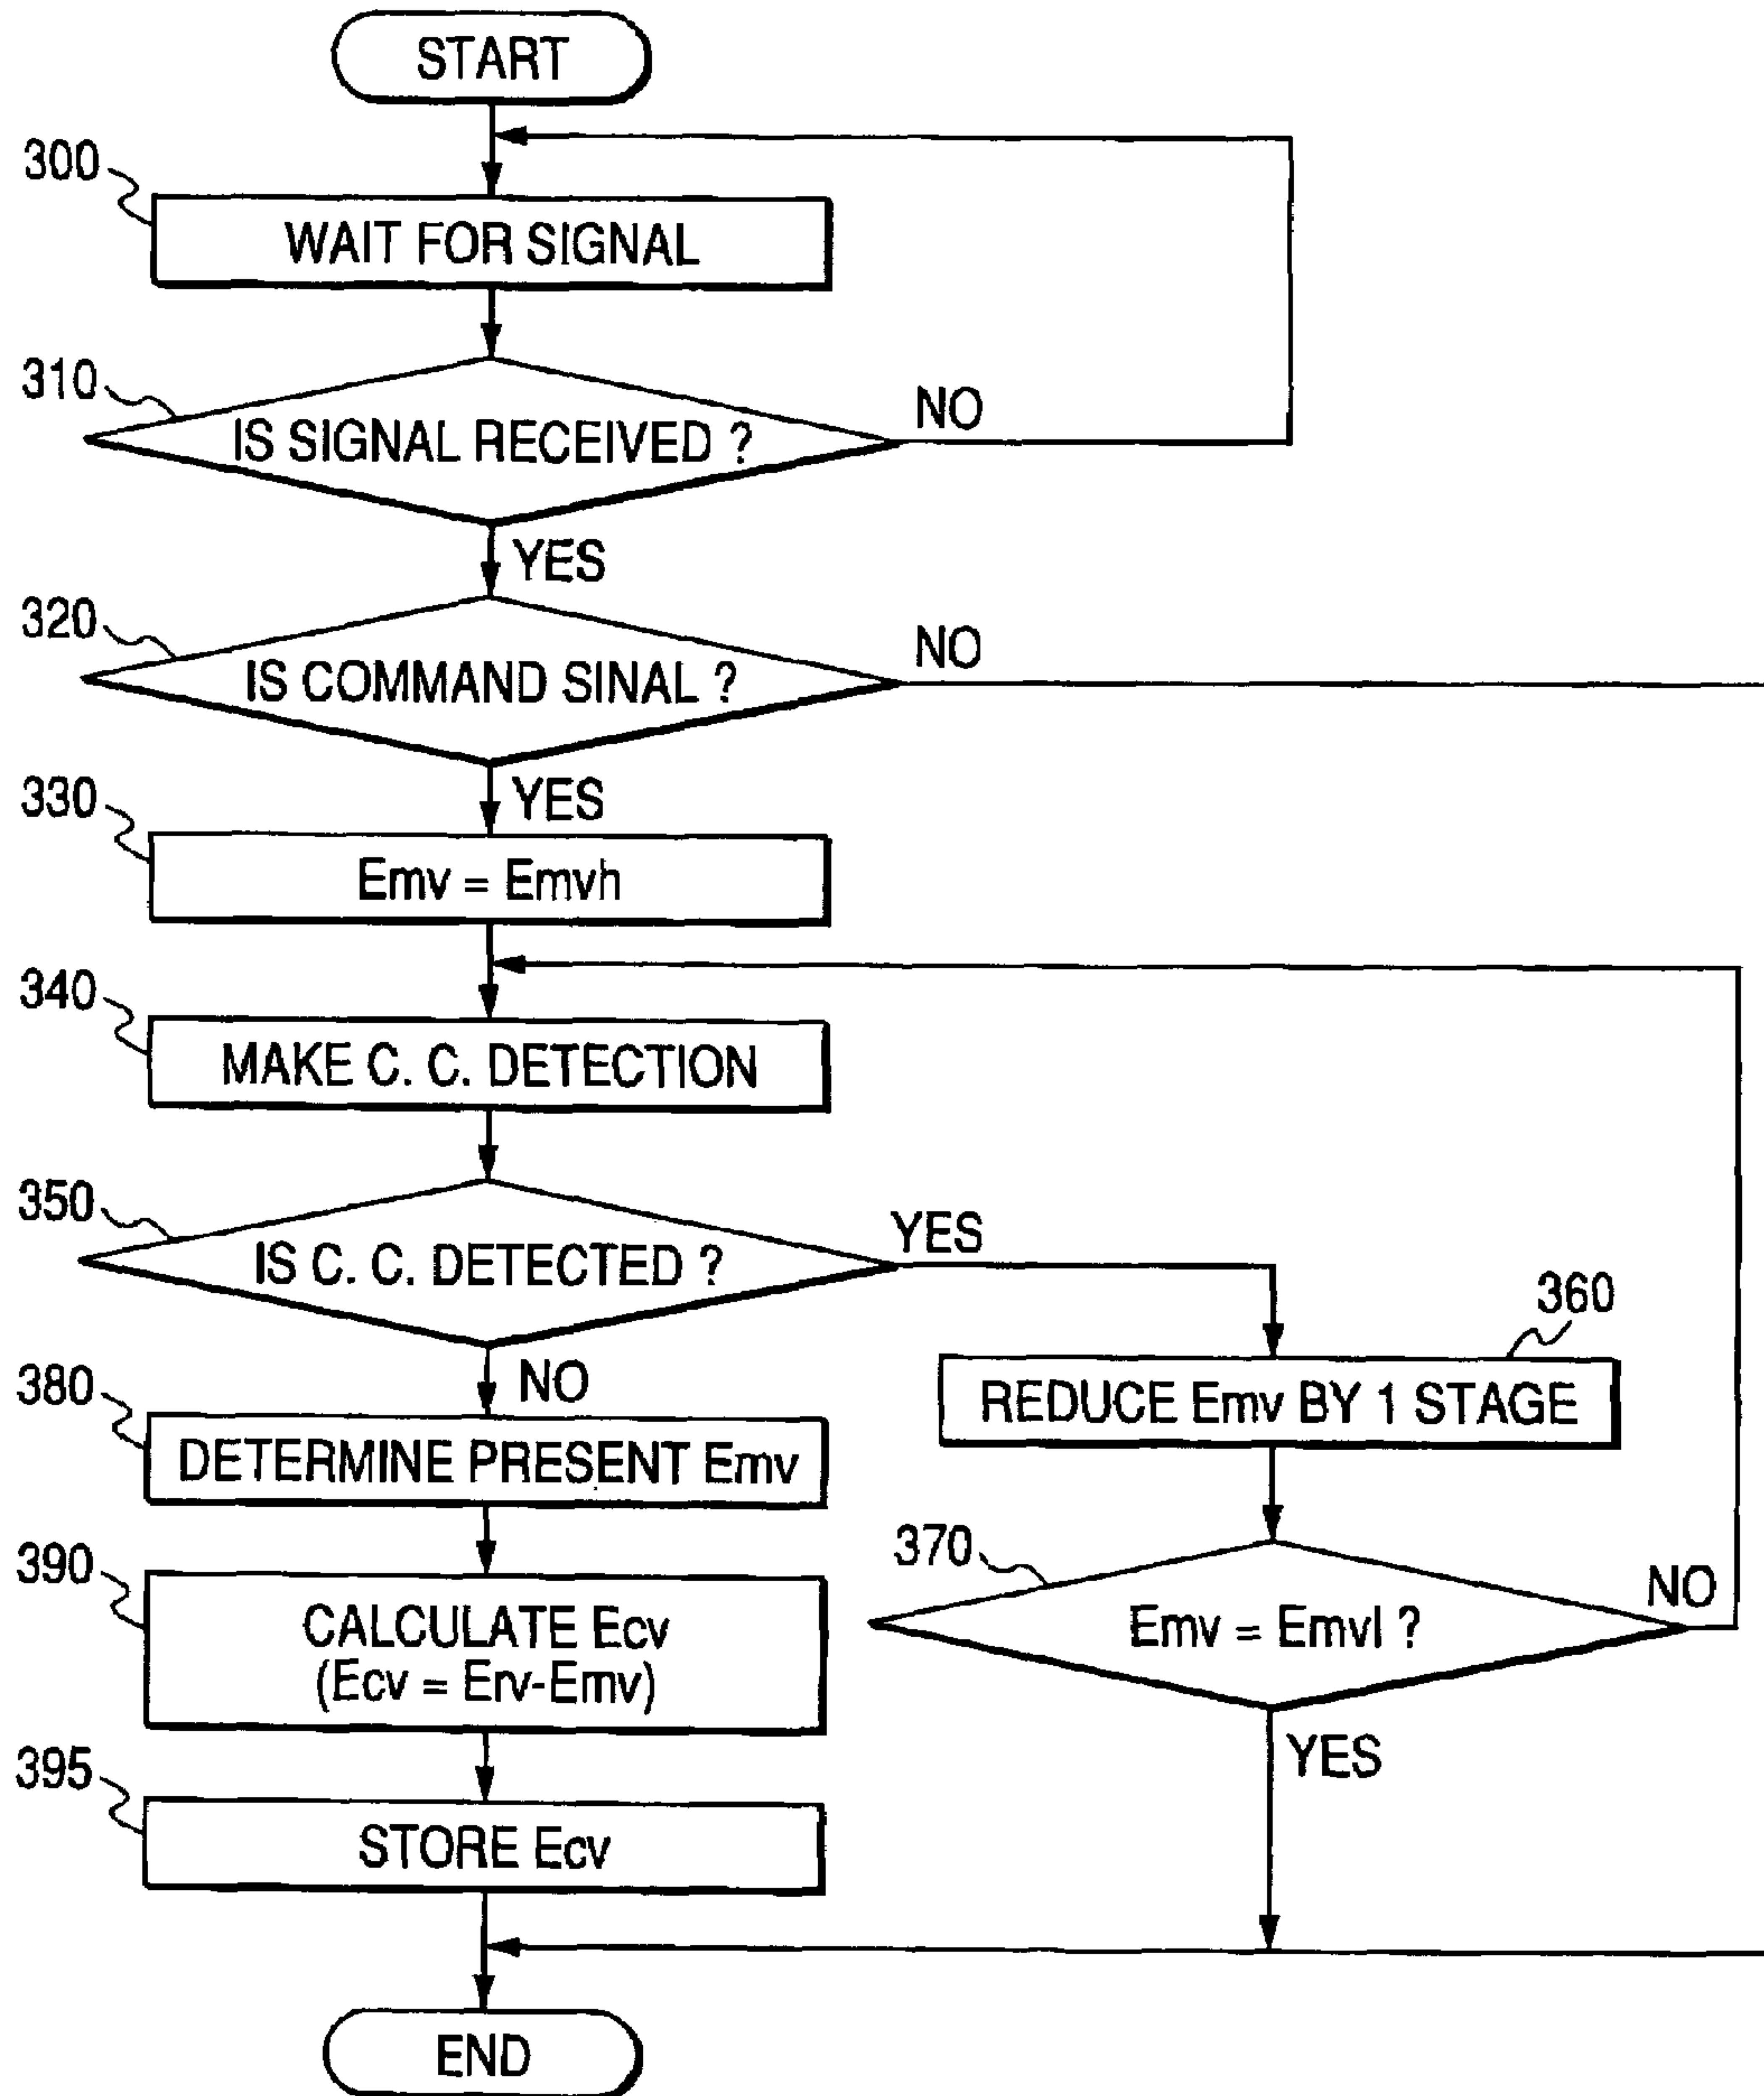 START
300
WAIT FOR SIGNAL
310
IS SIGNAL RECEIVED ?
NO
YES
320
IS COMMAND SINAL ?
NO
YES
330
Emv = Emvh
340
MAKE C. C. DETECTION
350
IS C. C. DETECTED ?
YES
360
REDUCE Emv BY 1 STAGE
NO
380
DETERMINE PRESENT Emv
370
Emv = Emvl ?
NO
YES
390
CALCULATE Ecv
(Ecv = Erv-Emv)
395
STORE Ecv
END